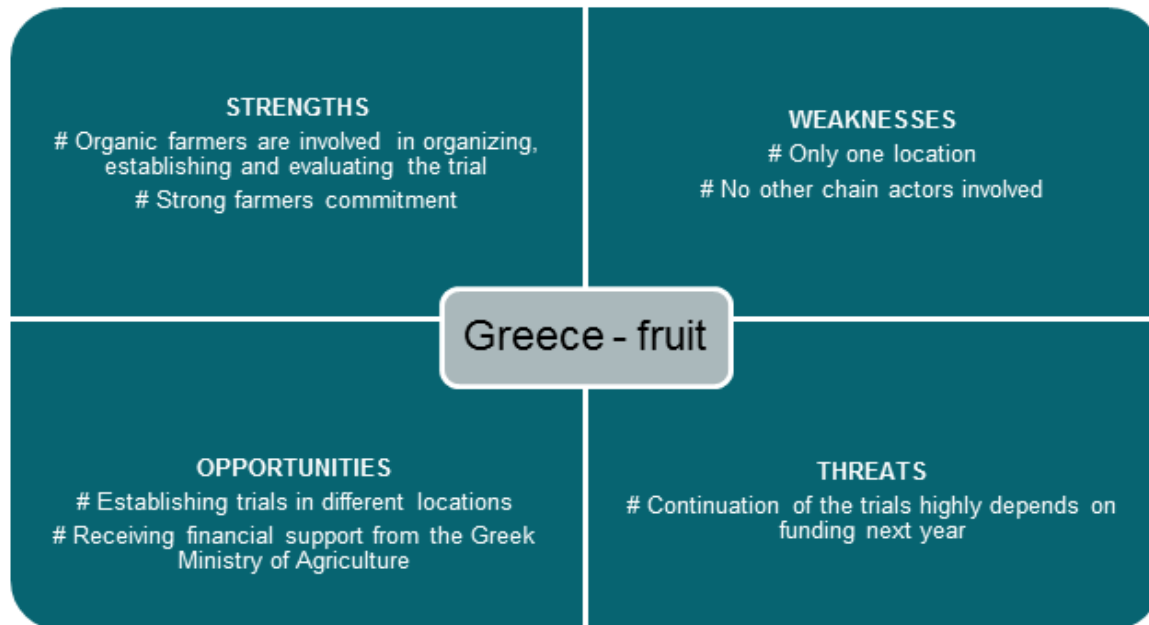 STRENGTHS
# Organic farmers are involved in organizing,
establishing and evaluating the trial
# Strong farmers commitment
WEAKNESSES
# Only one location
# No other chain actors involved
Greece - fruit
OPPORTUNITIES
# Establishing trials in different locations
# Receiving financial support from the Greek
Ministry of Agriculture
THREATS
# Continuation of the trials highly depends on
funding next year